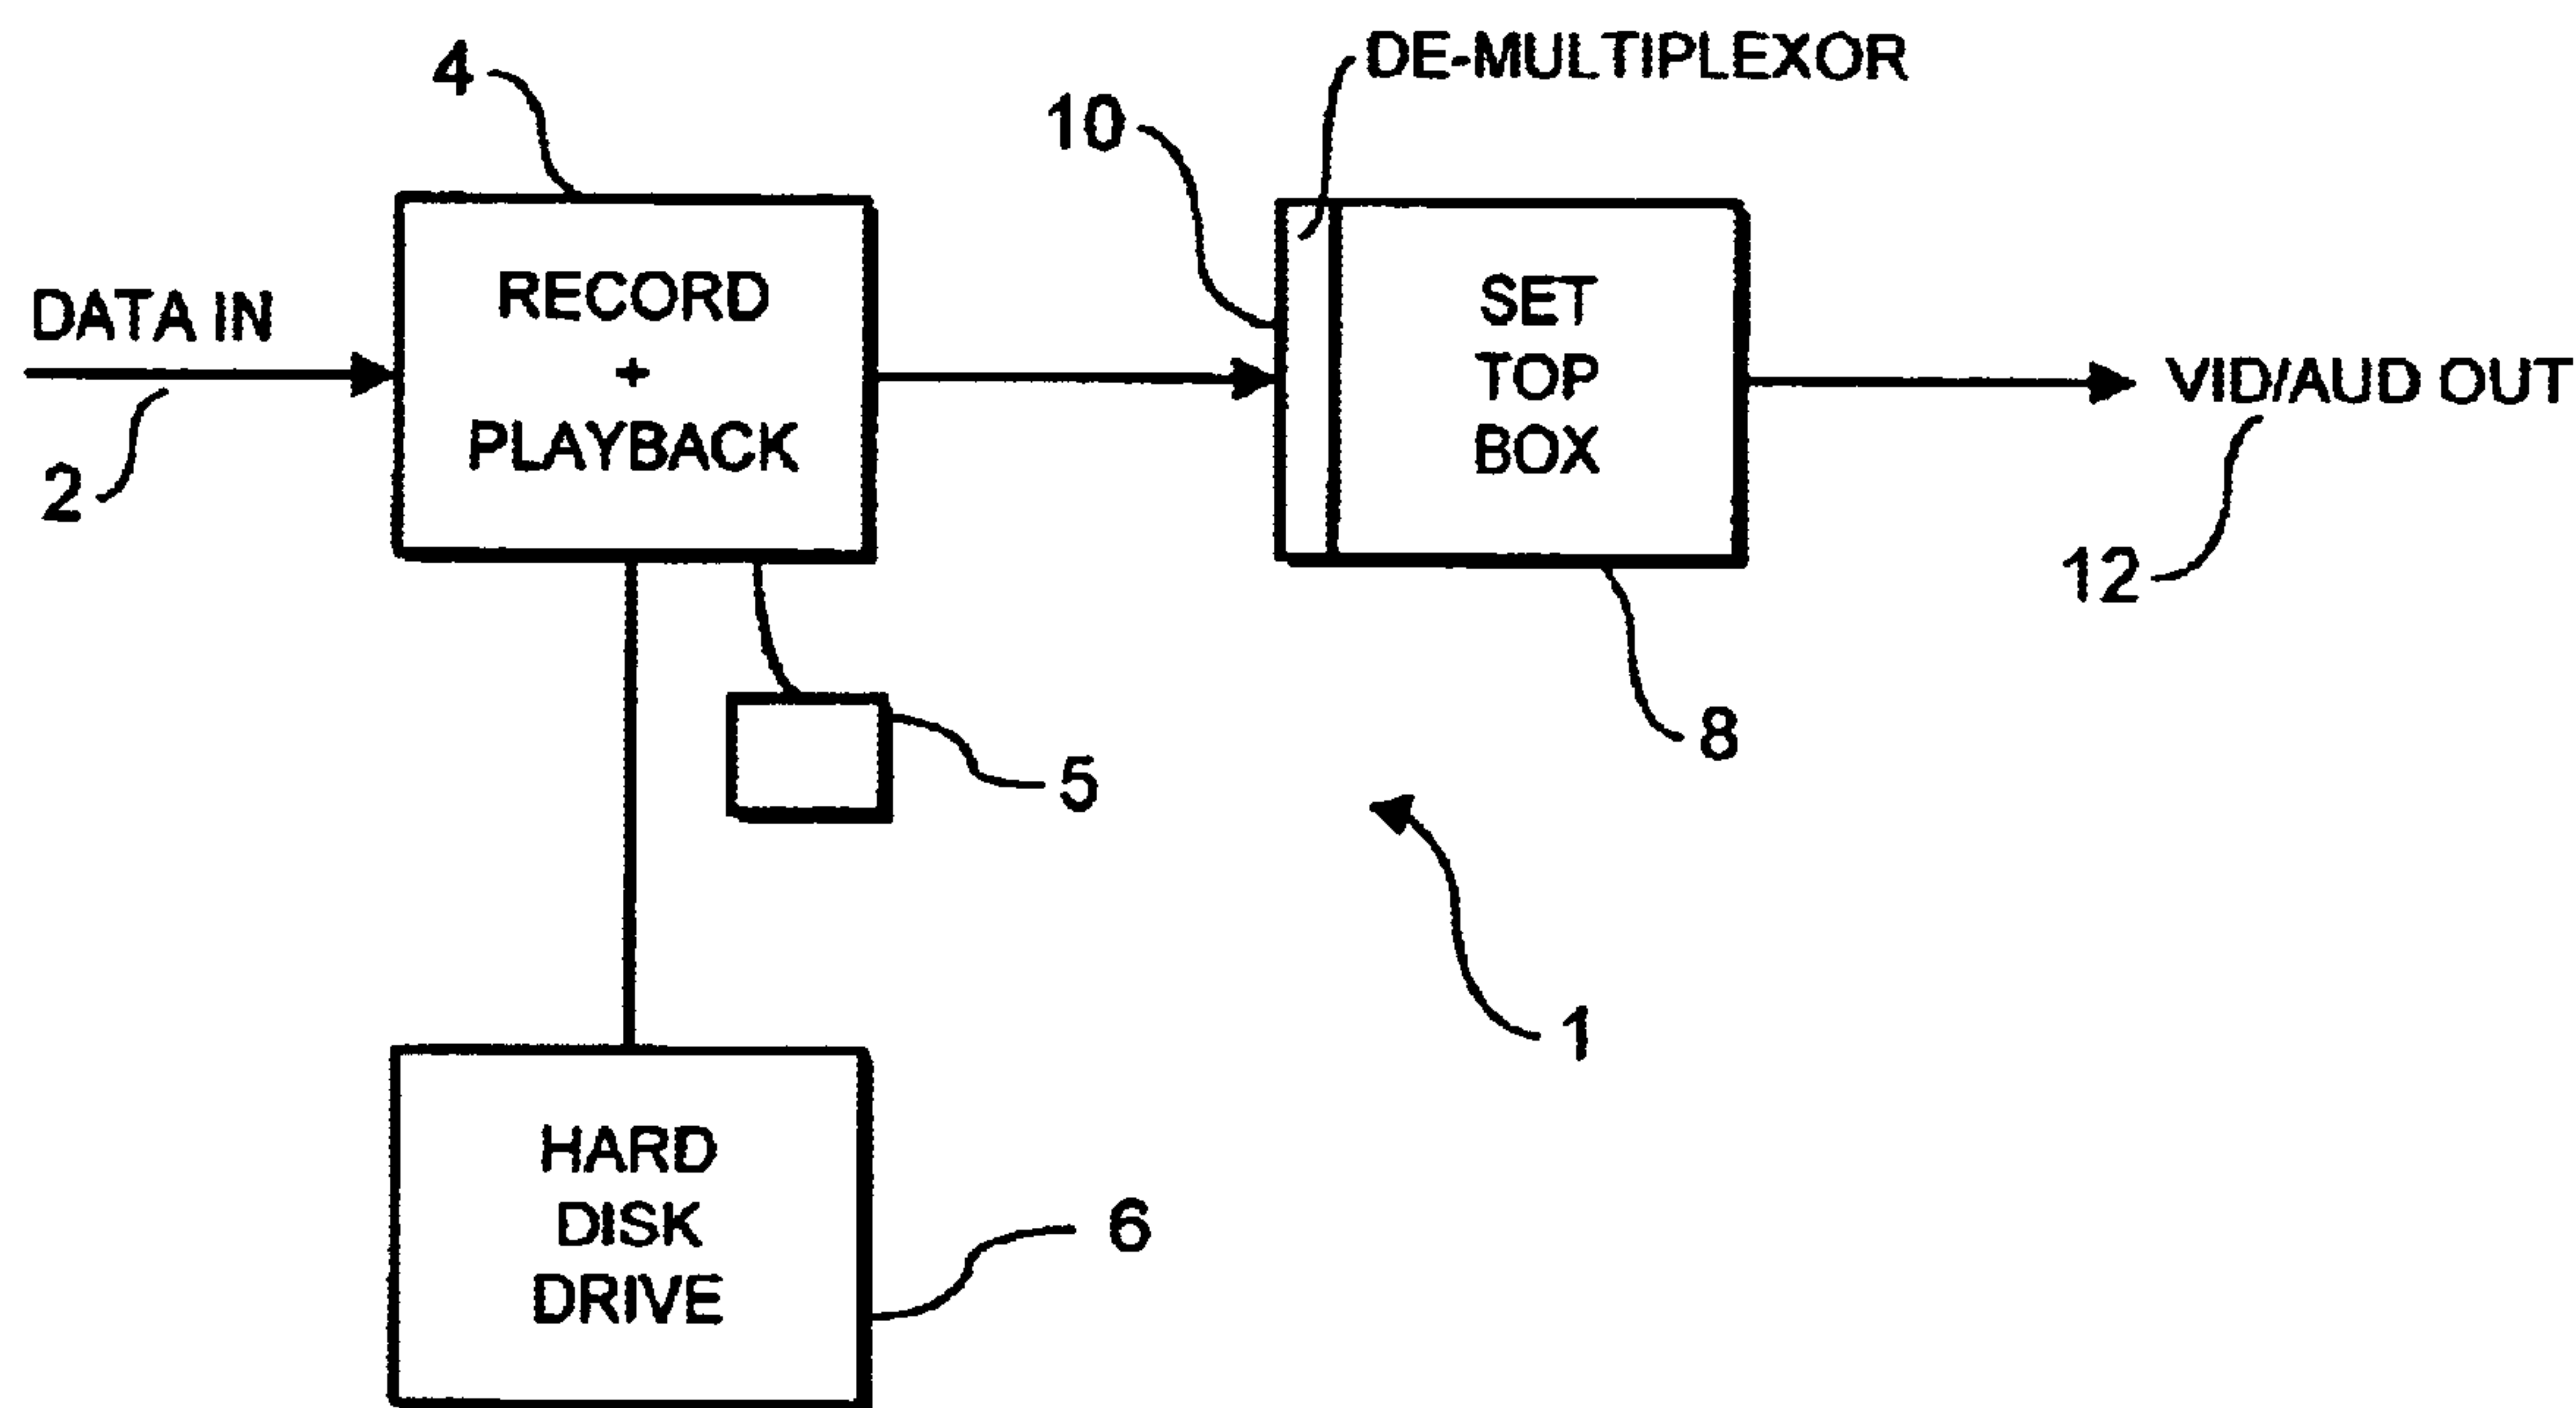 4
DE-MULTIPLEXOR
10
DATA IN
RECORD
+
PLAYBACK
SET
TOP
BOX
VID/AUD OUT
2
12
8
5
1
HARD
DISK
DRIVE
6